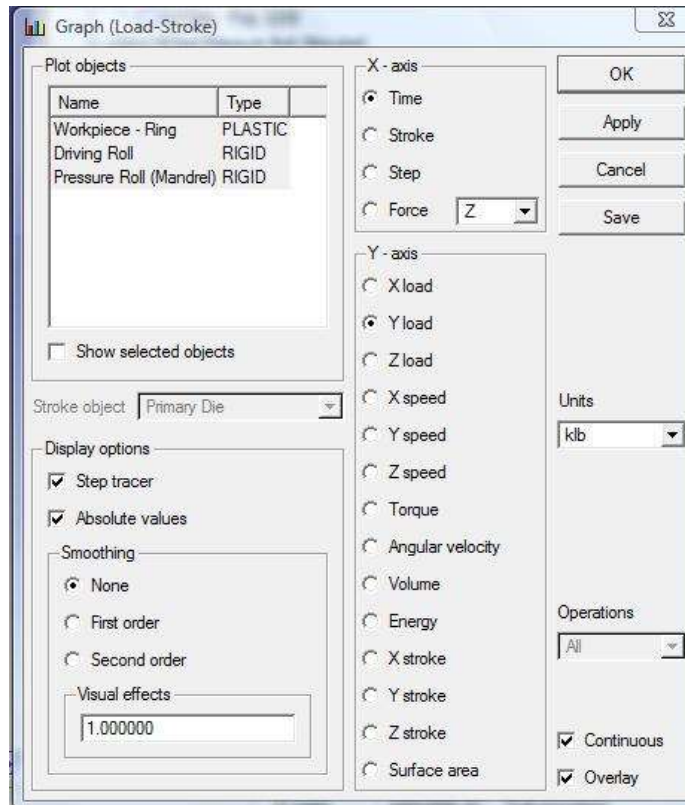 Graph (Load-Stroke)
Plot objects
Name Type
Workpiece - Ring PLASTIC
Driving Roll RIGID
Pressure Roll (Mandrel) RIGID
Show selected objects
Stroke object Primary Die
Display options
Step tracer
Absolute values
Smoothing
None
First order
Second order
Visual effects
1.000000
X - axis
Time
Stroke
Step
Force Z
Y - axis
X load
Y load
Z load
X speed
Y speed
Z speed
Torque
Angular velocity
Volume
Energy
X stroke
Y stroke
Z stroke
Surface area
OK
Apply
Cancel
Save
Units
klb
Operations
All
Continuous
Overlay